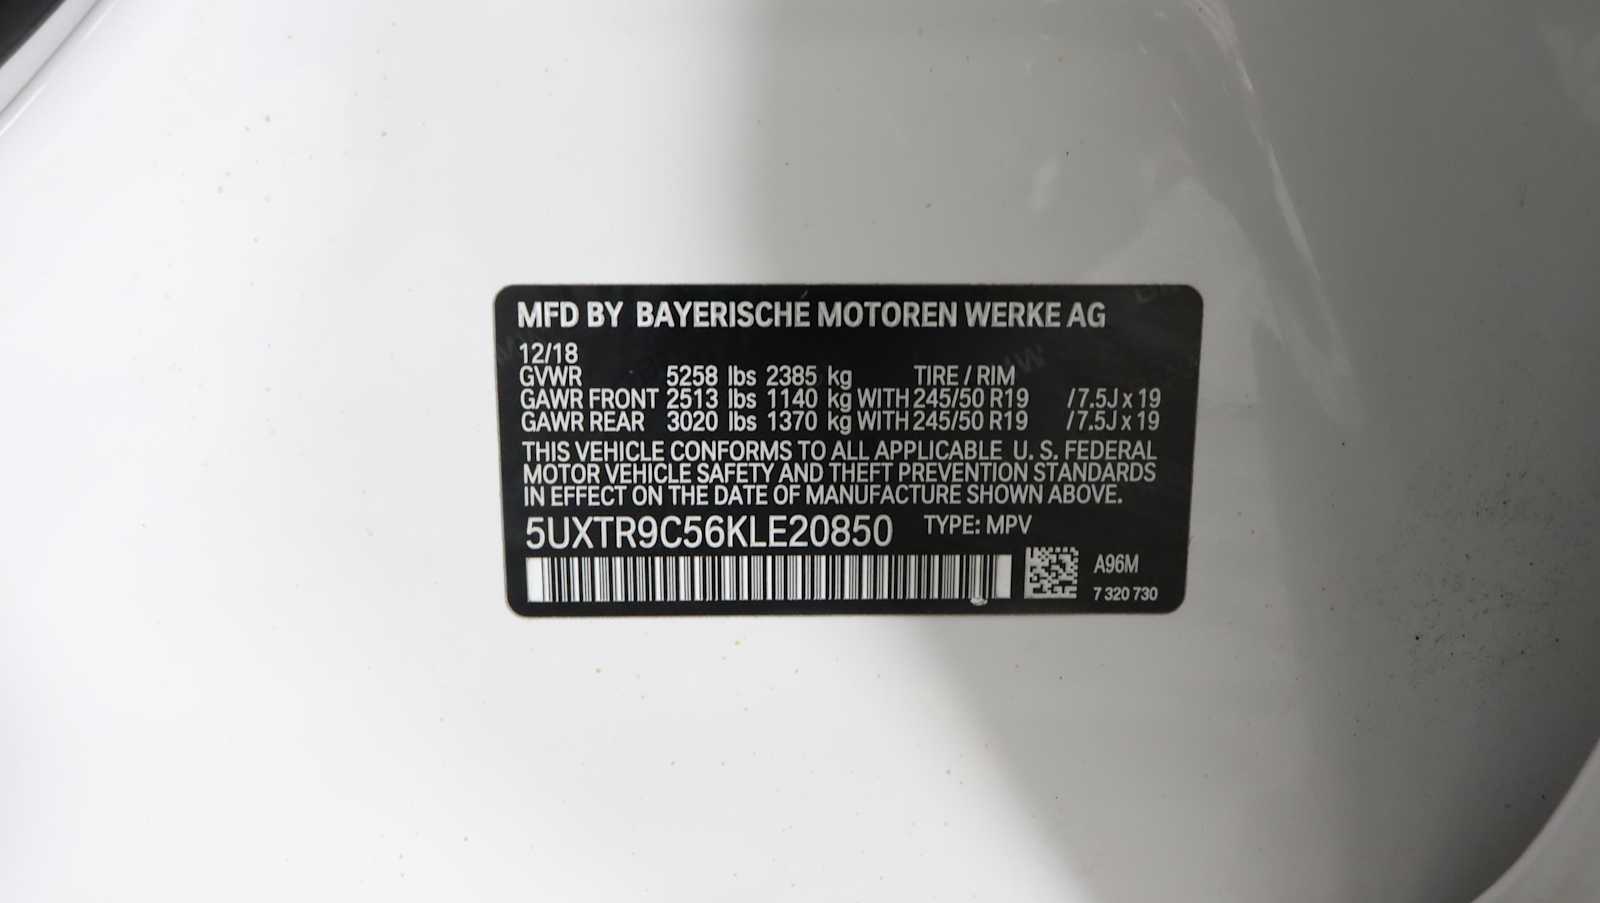 MFD BY BAYERISCHE MOTOREN WERKE AG
12/18
GVWR 5258 lbs 2385 kg TIRE / RIM
GAWR FRONT 2513 lbs 1140 kg WITH 245/50 R19 / 7.5J x 19
GAWR REAR 3020 lbs 1370 kg WITH 245/50 R19 / 7.5J x 19
THIS VEHICLE CONFORMS TO ALL APPLICABLE U. S. FEDERAL
MOTOR VEHICLE SAFETY AND THEFT PREVENTION STANDARDS
IN EFFECT ON THE DATE OF MANUFACTURE SHOWN ABOVE.
5UXTR9C56KLE20850 TYPE: MPV
A96M
7 320 730